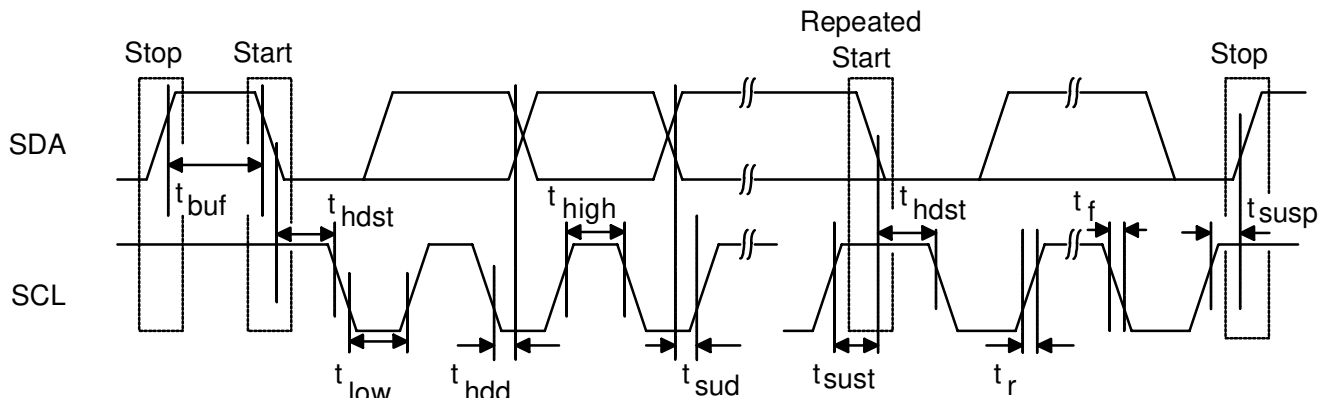 Repeated
Stop Start Start Stop
SDA
t buf t hdst t high t hdst t f t susp
SCL
t low t hdd t sud t sust t r